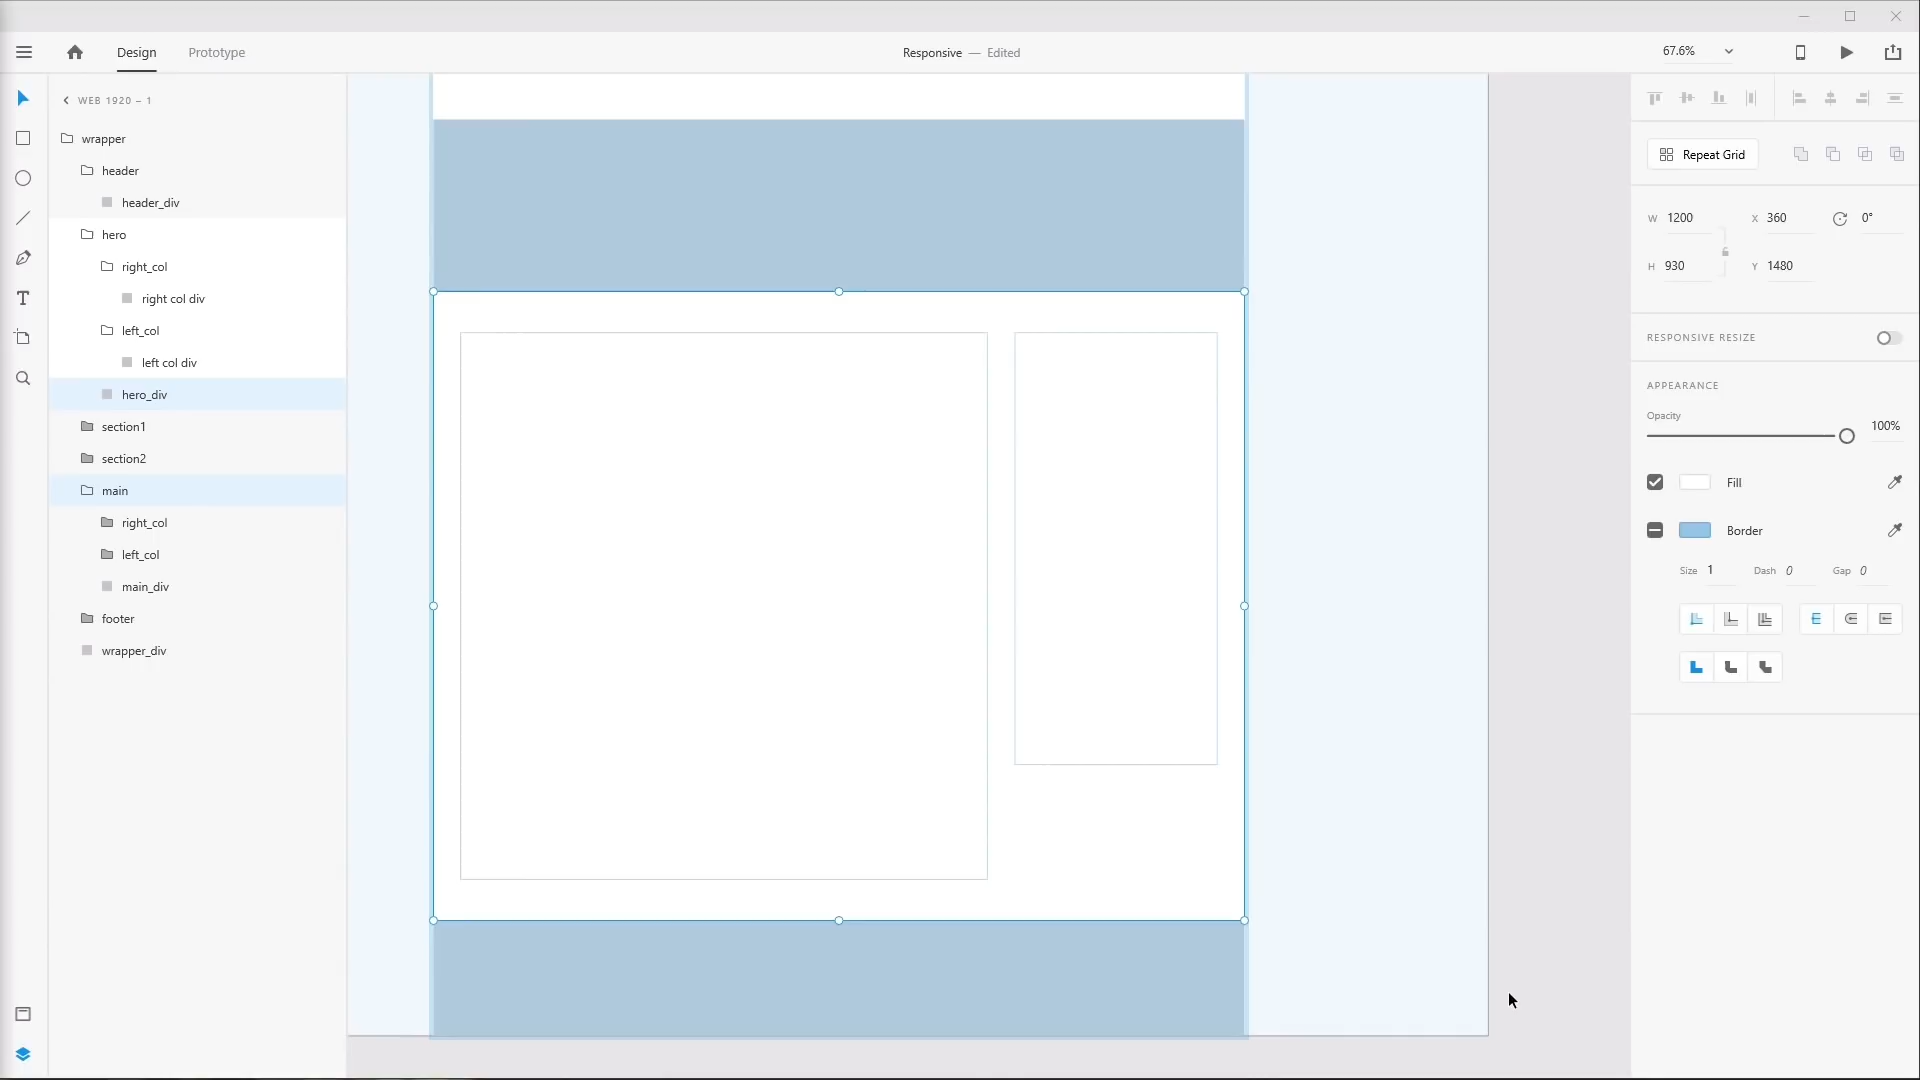 Design
Prototype
Responsive — Edited
67.6%
WEB 1920 – 1
wrapper
header
header_div
hero
right_col
right col div
left_col
left col div
hero_div
section1
section2
main
right_col
left_col
main_div
footer
wrapper_div
Repeat Grid
W 1200
X 360
0°
H 930
Y 1480
RESPONSIVE RESIZE
APPEARANCE
Opacity
100%
Fill
Border
Size 1
Dash 0
Gap 0